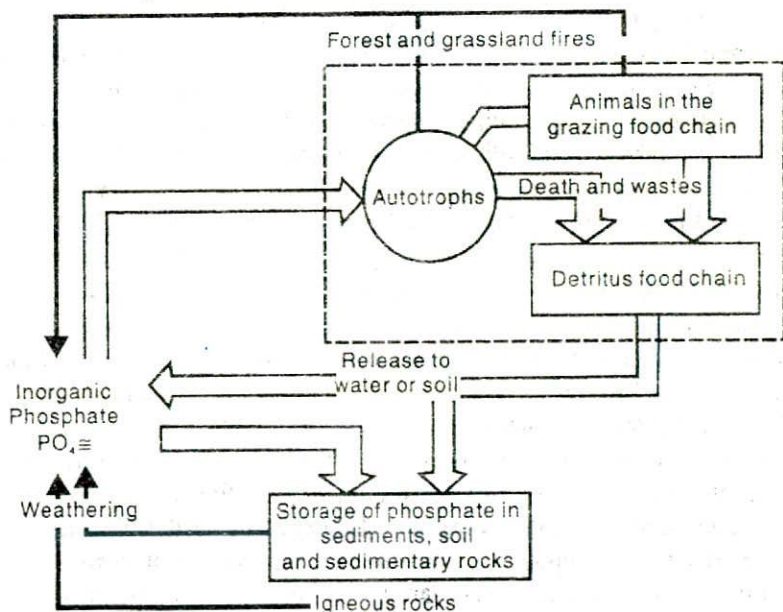 Forest and grassland fires
Animals in the
grazing food chain
Autotrophs
Death and wastes
Detritus food chain
Release to
water or soil
Inorganic
Phosphate
PO₄≅
Weathering
Storage of phosphate in
sediments, soil
and sedimentary rocks
Igneous rocks